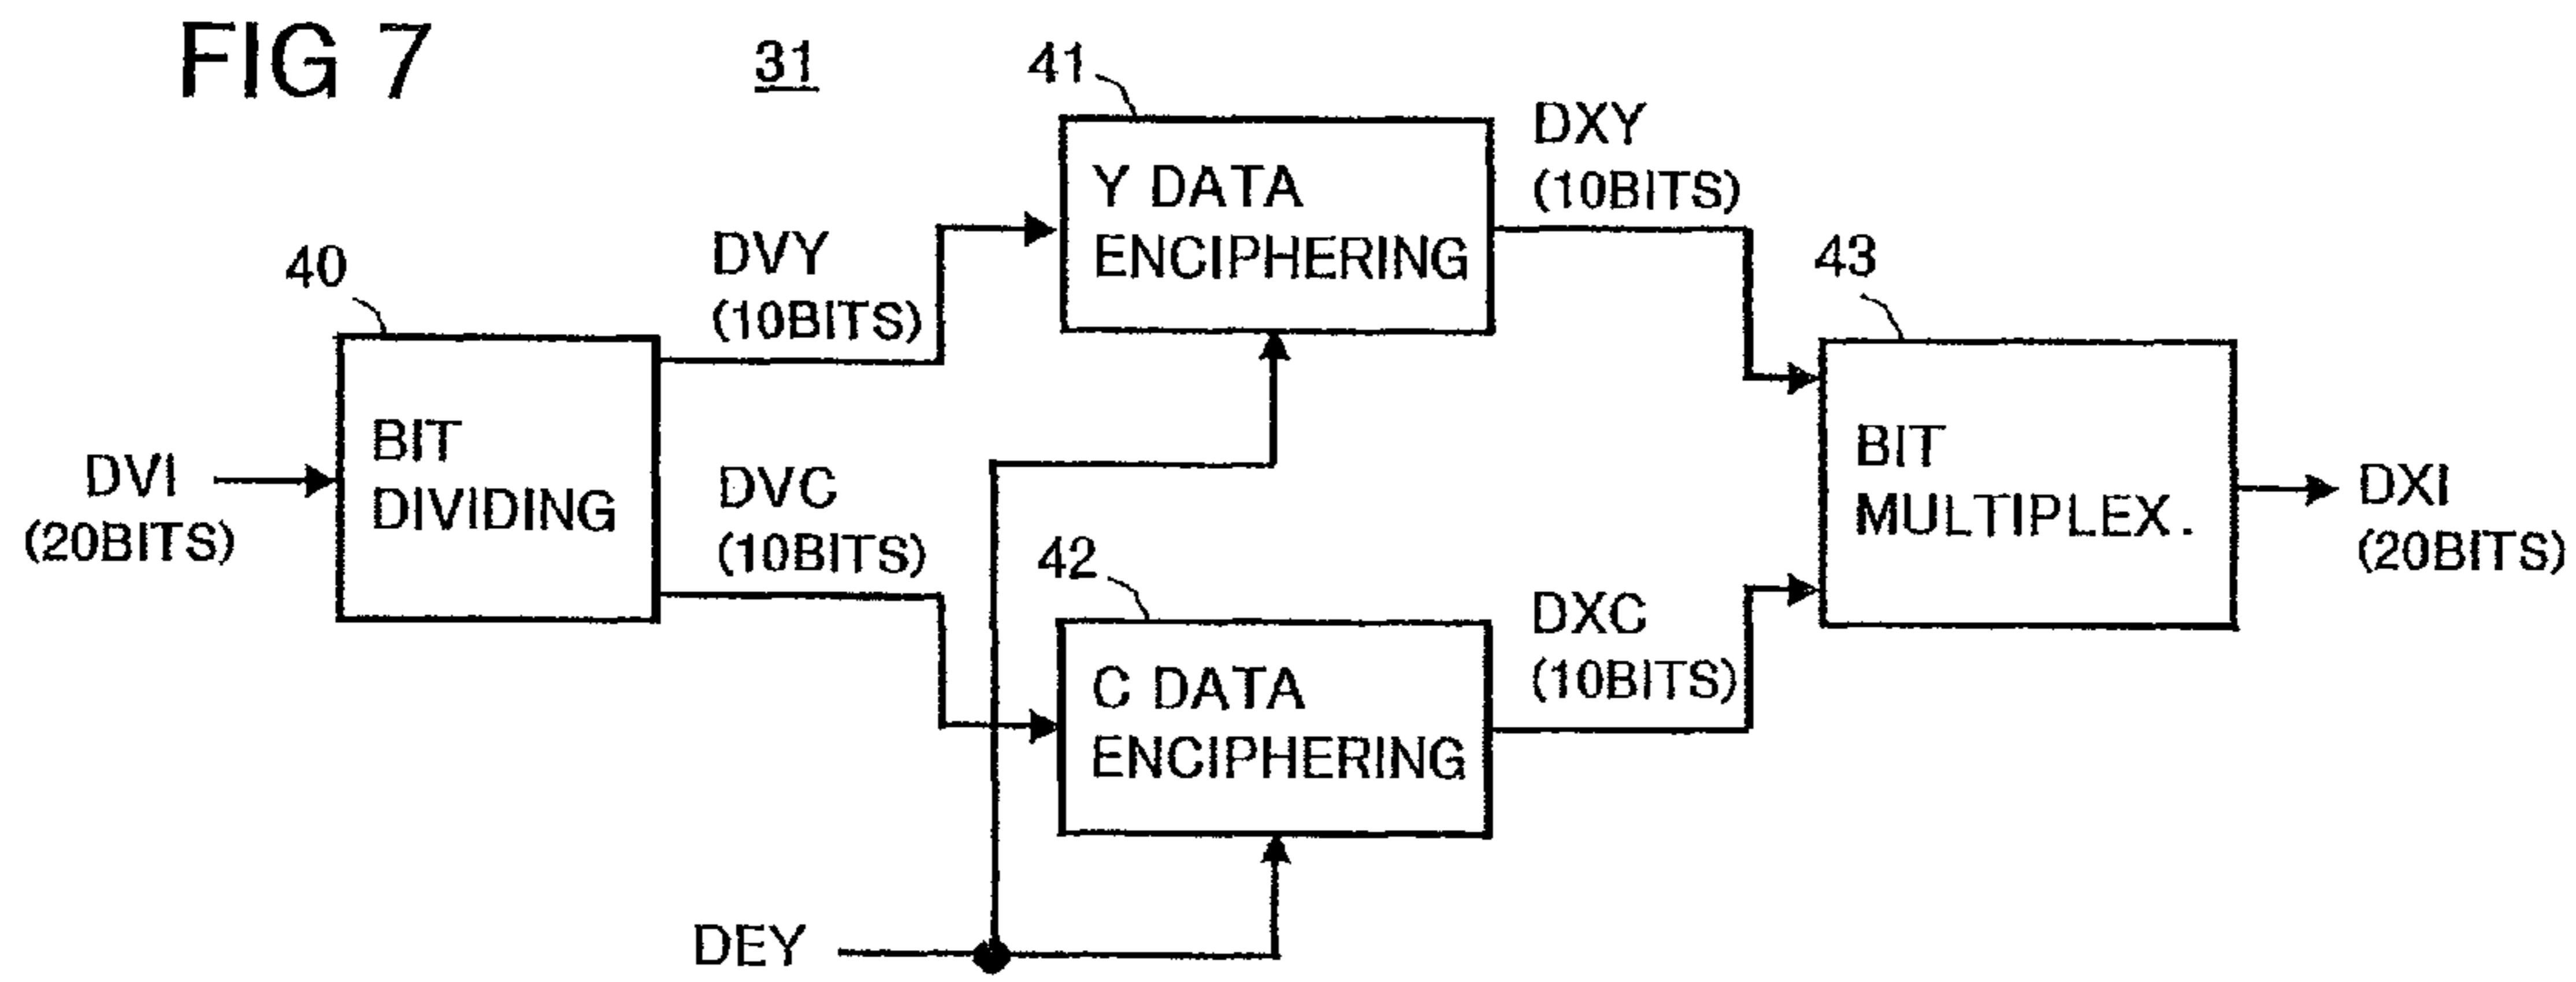 FIG 7
31
41
Y DATA
ENCIPHERING
DXY
(10BITS)
40
DVY
(10BITS)
43
BIT
DIVIDING
DVI
(20BITS)
DVC
(10BITS)
BIT
MULTIPLEX.
DXI
(20BITS)
42
C DATA
ENCIPHERING
DXC
(10BITS)
DEY